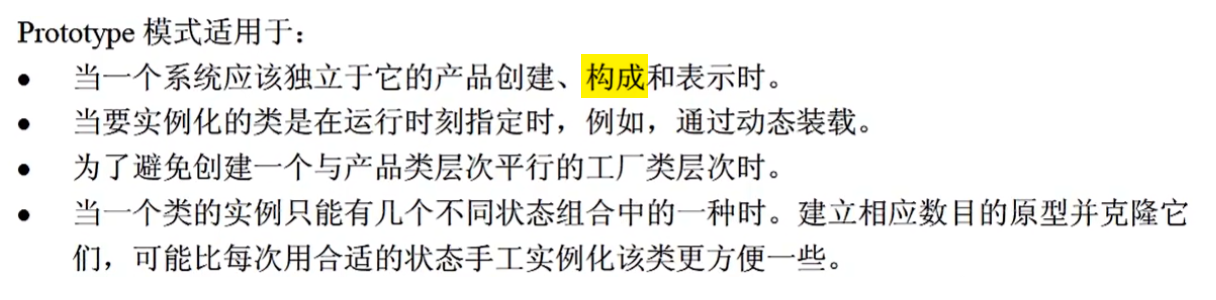 Prototype 模式适用于：
● 当一个系统应该独立于它的产品创建、构成和表示时。
● 当要实例化的类是在运行时刻指定时，例如，通过动态装载。
● 为了避免创建一个与产品类层次平行的工厂类层次时。
● 当一个类的实例只能有几个不同状态组合中的一种时。建立相应数目的原型并克隆它
们，可能比每次用合适的状态手工实例化该类更方便一些。